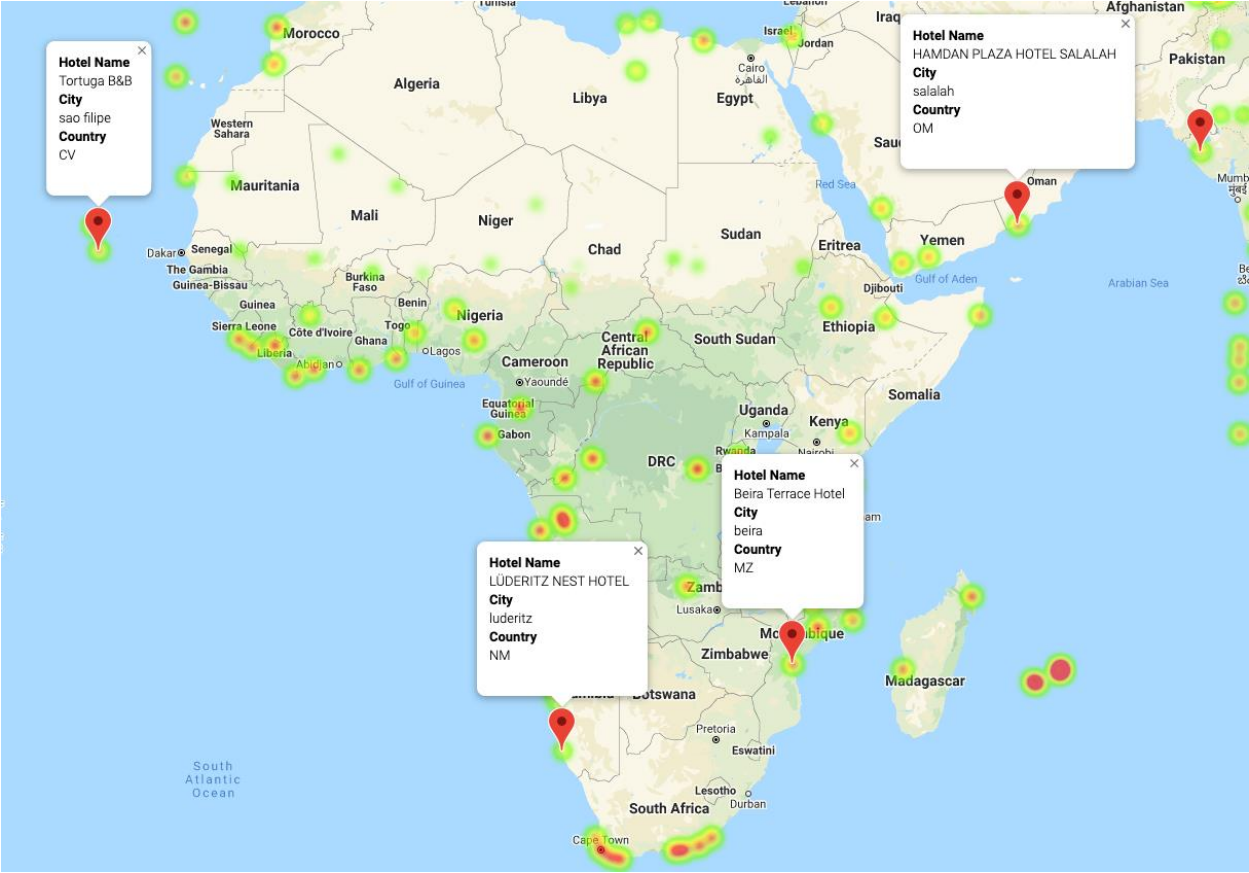 Tunisia
Lebanon
Afghanistan
Morocco
Iraq
Israel
Jordan
Pakistan
Hotel Name
Tortuga B&B
City
sao filipe
Country
CV
Hotel Name
HAMDAN PLAZA HOTEL SALALAH
City
salalah
Country
OM
Algeria
Libya
Cairo
القاهرة
Egypt
Western
Sahara
Red Sea
Oman
Mauritania
Mali
Niger
Chad
Sudan
Eritrea
Yemen
Dakar
Senegal
The Gambia
Guinea-Bissau
Burkina
Faso
Djibouti
Gulf of Aden
Arabian Sea
Guinea
Benin
Nigeria
Sierra Leone
Côte d'Ivoire
Togo
Ghana
Liberia
Abidjan
Lagos
Central
African
Republic
South Sudan
Ethiopia
Cameroon
Yaoundé
Gulf of Guinea
Equatorial
Guinea
Gabon
Somalia
Uganda
Kampala
Kenya
Nairobi
DRC
Rwanda
Hotel Name
Beira Terrace Hotel
City
beira
Country
MZ
Hotel Name
LÜDERITZ NEST HOTEL
City
luderitz
Country
NM
Lusaka
Mozambique
Zimbabwe
Madagascar
Namibia
Botswana
Pretoria
Eswatini
South
Atlantic
Ocean
Lesotho
Durban
South Africa
Cape Town